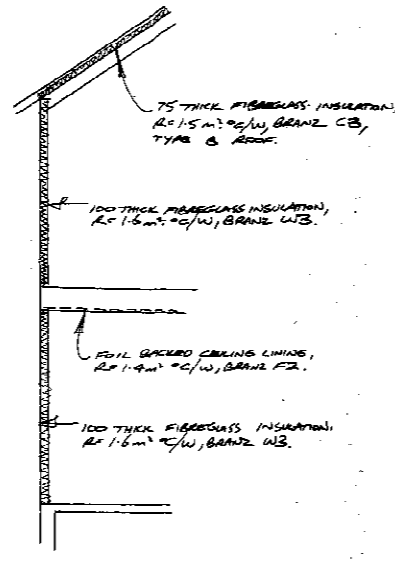 75 THICK FIBREGLASS INSULATION,
R=1.5 m² °C/W, BRANZ C3,
TYPE B ROOF.
100 THICK FIBREGLASS INSULATION,
R= 1.6 m² °C/W, BRANZ W3.
FOIL BACKED CEILING LINING,
R= 1.4 m² °C/W, BRANZ F2.
100 THICK FIBREGLASS INSULATION,
R= 1.6 m² °C/W, BRANZ W3.